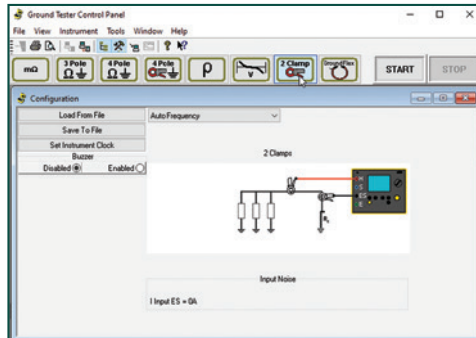 Ground Tester Control Panel
File View Instrument Tools Window Help
mΩ 3 Pole Ω 4 Pole Ω 4 Pole ρ V 2 Clamp GroundFlex START STOP
Configuration
Load From File Auto Frequency
Save To File
Set Instrument Clock
Buzzer
Disabled Enabled
2 Clamps
H
S
ES
E
Input Noise
I Input ES = 0A